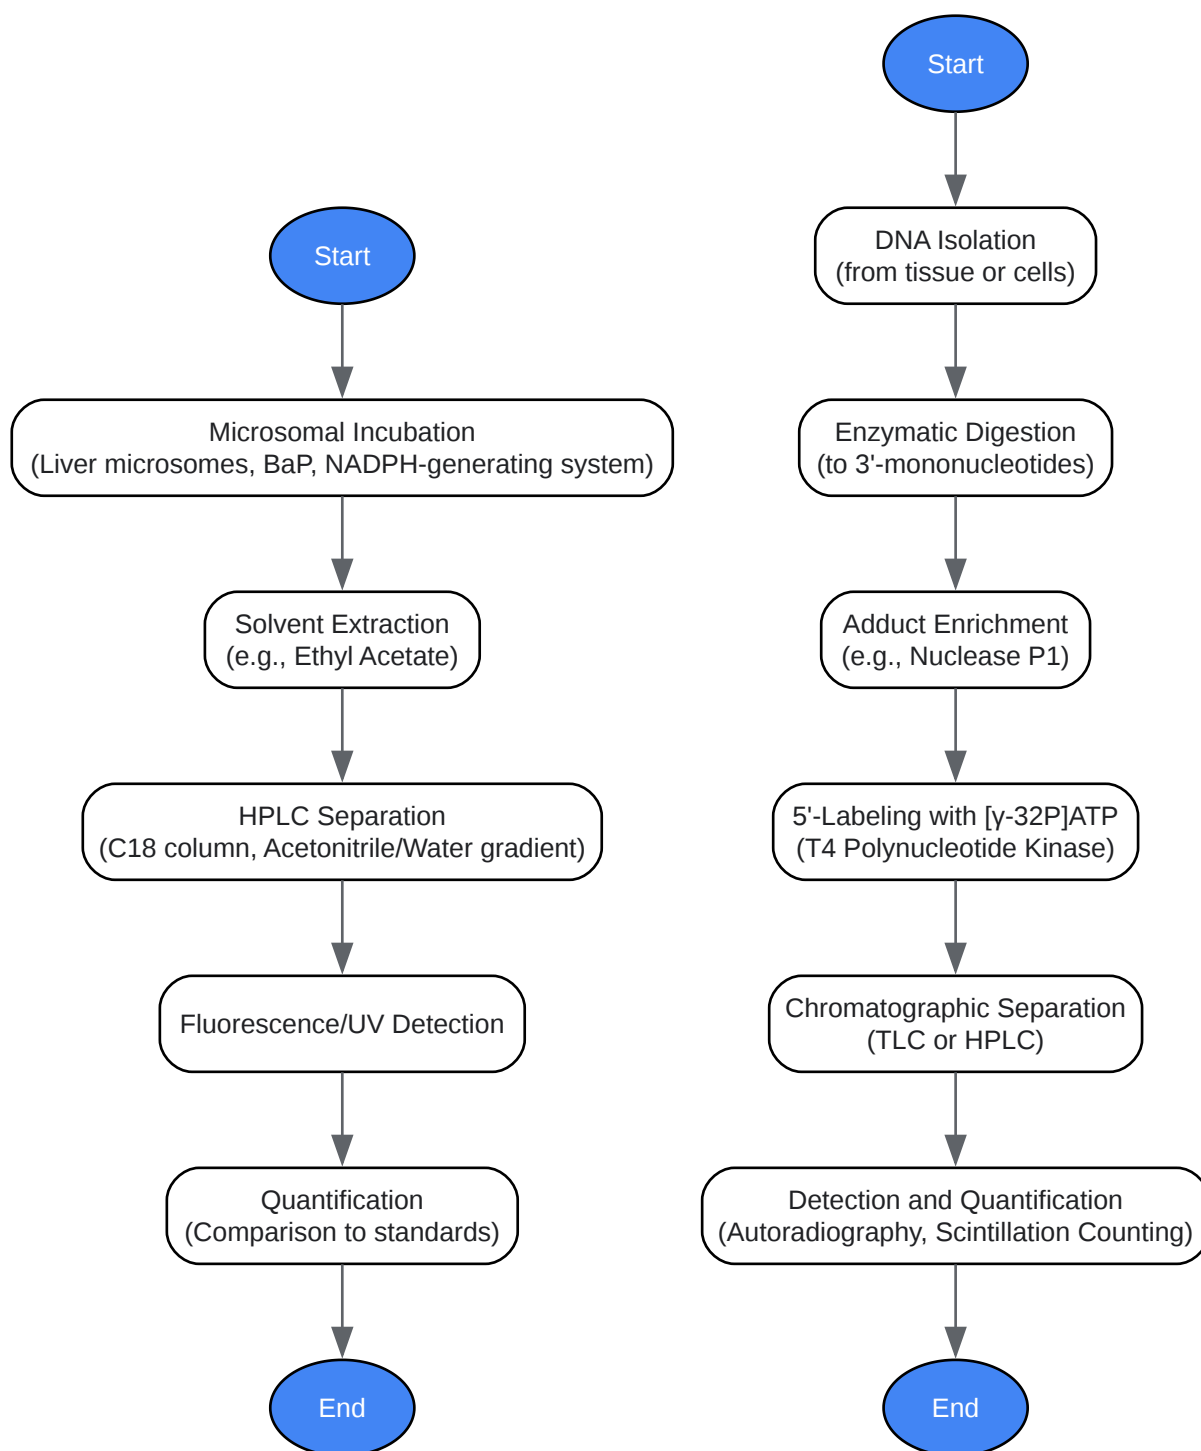 Start
Microsomal Incubation
(Liver microsomes, BaP, NADPH-generating system)
Solvent Extraction
(e.g., Ethyl Acetate)
HPLC Separation
(C18 column, Acetonitrile/Water gradient)
Fluorescence/UV Detection
Quantification
(Comparison to standards)
End
Start
DNA Isolation
(from tissue or cells)
Enzymatic Digestion
(to 3'-mononucleotides)
Adduct Enrichment
(e.g., Nuclease P1)
5'-Labeling with [γ-32P]ATP
(T4 Polynucleotide Kinase)
Chromatographic Separation
(TLC or HPLC)
Detection and Quantification
(Autoradiography, Scintillation Counting)
End